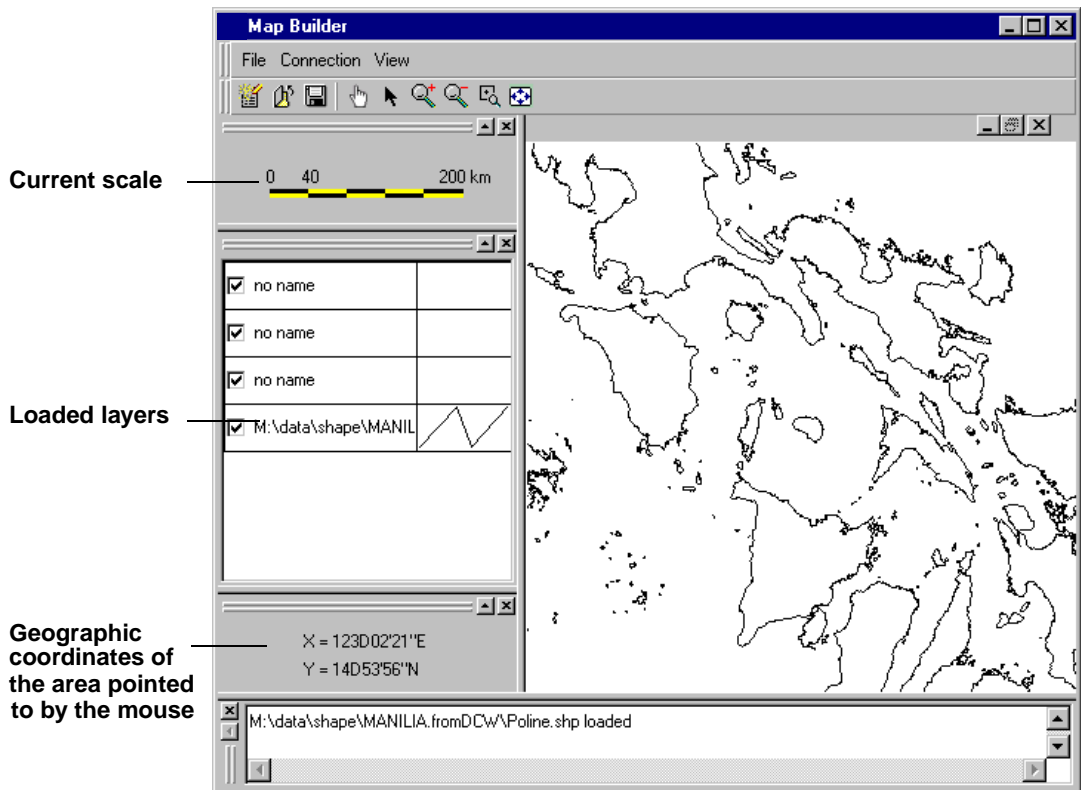 Map Builder
File Connection View
Current scale
0 40 200 km
no name
no name
no name
Loaded layers
M:\data\shape\MANIL
Geographic
coordinates of
the area pointed
to by the mouse
X = 123D02'21"E
Y = 14D53'56"N
M:\data\shape\MANILIA.fromDCW\Poline.shp loaded